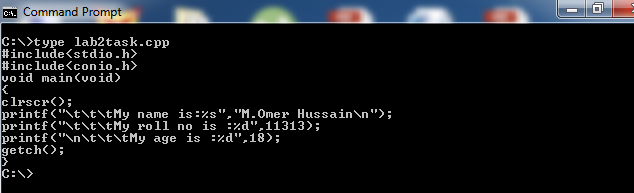 Command Prompt
C:\>type lab2task.cpp
#include<stdio.h>
#include<conio.h>
void main(void)
{
clrscr();
printf("\t\t\tMy name is:%s","M.Omer Hussain\n");
printf("\t\t\tMy roll no is :%d",11313);
printf("\n\t\t\tMy age is :%d",18);
getch();
}
C:\>